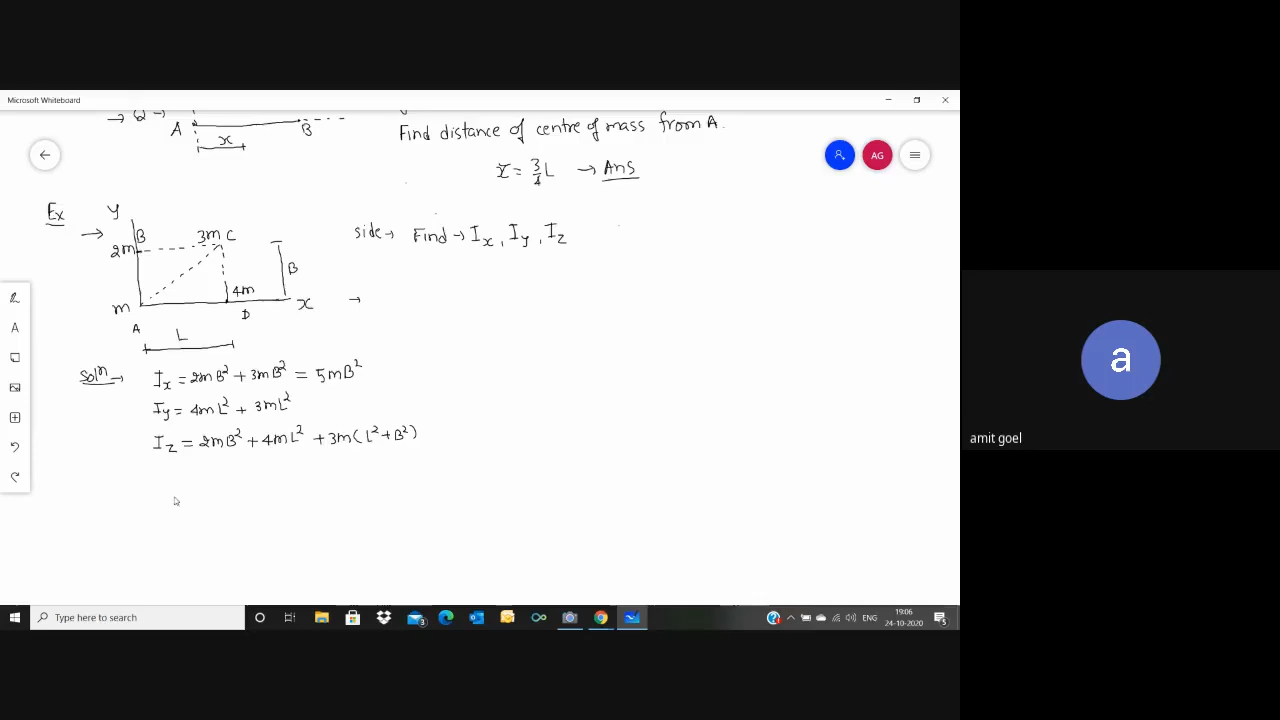 Microsoft Whiteboard
→ Q →
A B
x
Find distance of centre of mass from A.
x̄ = 3/4 L → Ans
AG
Ex
→
y
B 3m C
2m
side → Find → Ix , Iy , Iz
B
4m
m x →
A D
L
Solⁿ → Ix = 2mB² + 3mB² = 5mB²
Iy = 4mL² + 3mL²
Iz = 2mB² + 4mL² + 3m(L² + B²)
A
a
amit goel
Type here to search
3
ENG
19:06
24-10-2020
5